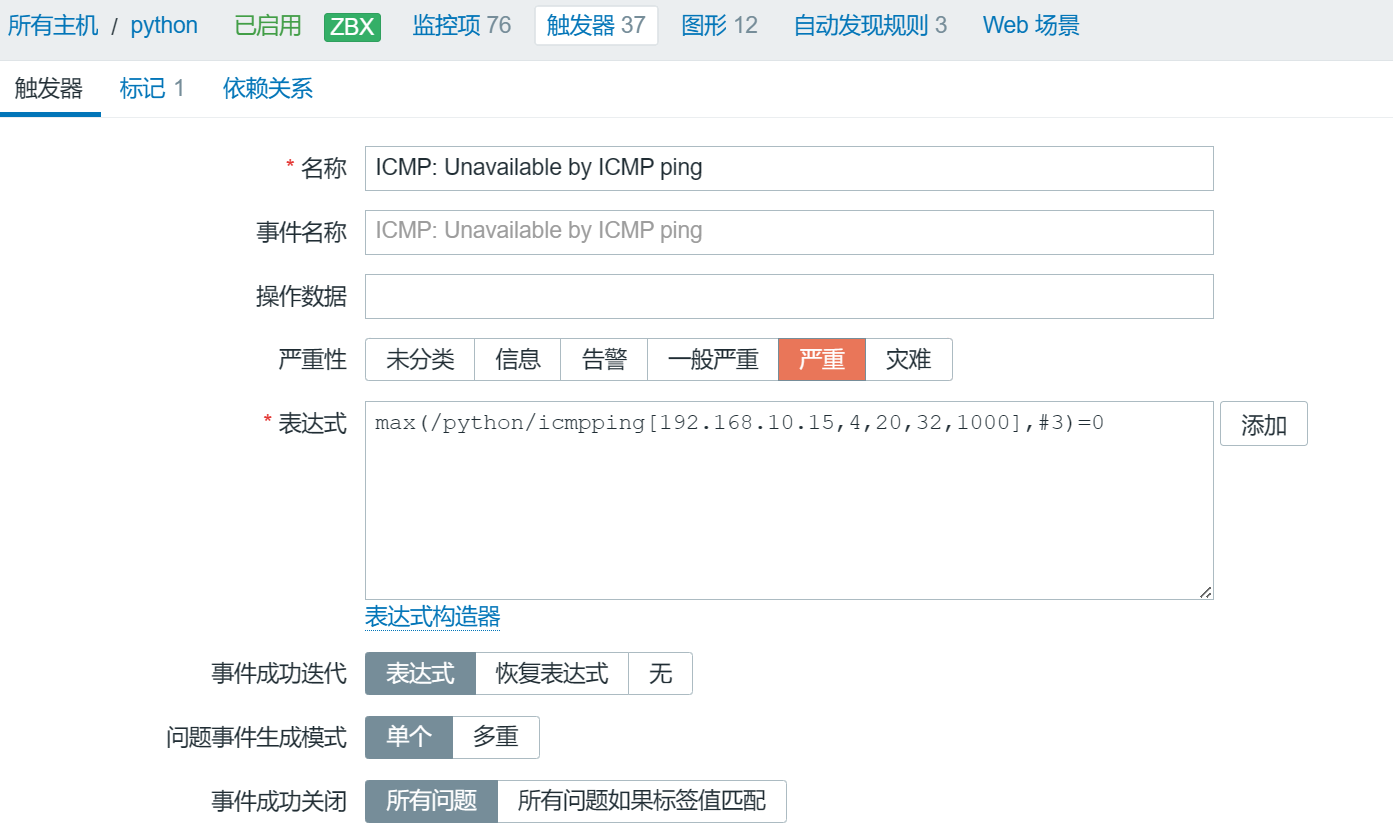 所有主机 / python 已启用 ZBX 监控项 76 触发器 37 图形 12 自动发现规则 3 Web 场景
触发器 标记 1 依赖关系
* 名称 ICMP: Unavailable by ICMP ping
事件名称 ICMP: Unavailable by ICMP ping
操作数据
严重性 未分类 信息 告警 一般严重 严重 灾难
* 表达式 max(/python/icmpping[192.168.10.15,4,20,32,1000],#3)=0 添加
表达式构造器
事件成功迭代 表达式 恢复表达式 无
问题事件生成模式 单个 多重
事件成功关闭 所有问题 所有问题如果标签值匹配